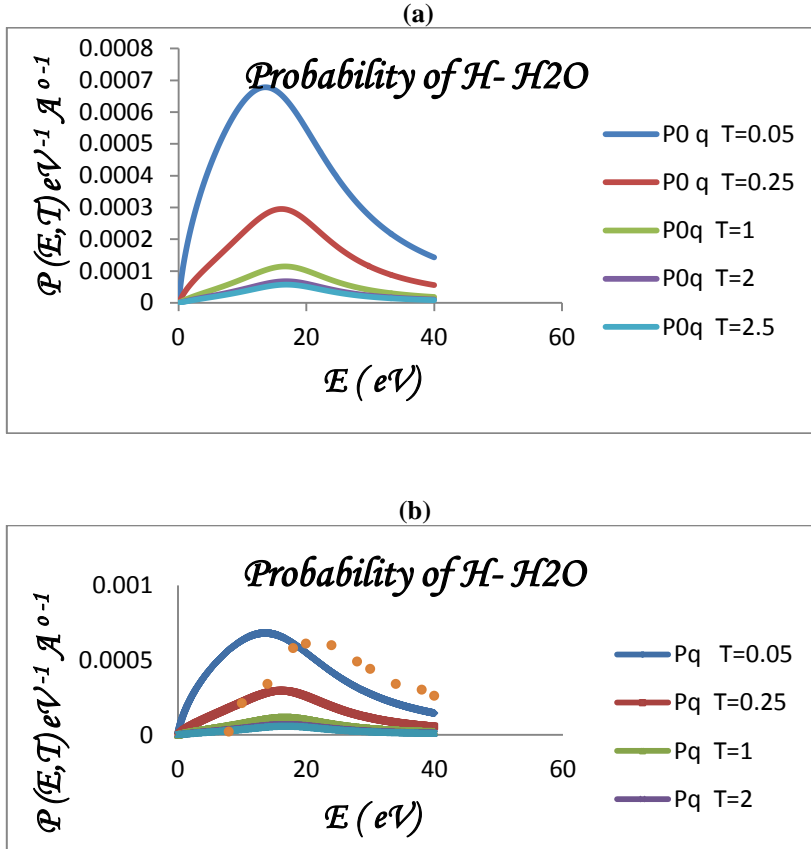 (a)
Probability of H- H2O
0.0008
0.0007
0.0006
0.0005
0.0004
0.0003
0.0002
0.0001
0
P (E,T) eV⁻¹ A°⁻¹
0 20 40 60
E ( eV)
P0 q T=0.05
P0 q T=0.25
P0q T=1
P0q T=2
P0q T=2.5
(b)
Probability of H- H2O
0.001
0.0005
0
P (E,T) eV⁻¹ A°⁻¹
0 20 40 60
E ( eV)
Pq T=0.05
Pq T=0.25
Pq T=1
Pq T=2